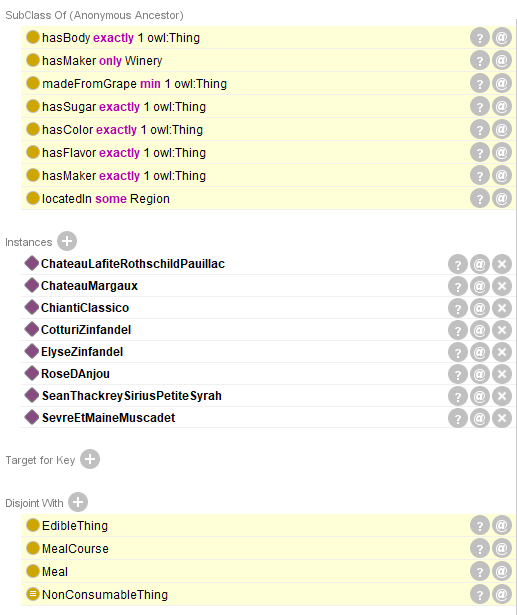 SubClass Of (Anonymous Ancestor)
hasBody exactly 1 owl:Thing ? @
hasMaker only Winery ? @
madeFromGrape min 1 owl:Thing ? @
hasSugar exactly 1 owl:Thing ? @
hasColor exactly 1 owl:Thing ? @
hasFlavor exactly 1 owl:Thing ? @
hasMaker exactly 1 owl:Thing ? @
locatedIn some Region ? @
Instances
ChateauLafiteRothschildPauillac ? @
ChateauMargaux ? @
ChiantiClassico ? @
CotturiZinfandel ? @
ElyseZinfandel ? @
RoseDAnjou ? @
SeanThackreySiriusPetiteSyrah ? @
SevreEtMaineMuscadet ? @
Target for Key
Disjoint With
EdibleThing ? @
MealCourse ? @
Meal ? @
NonConsumableThing ? @